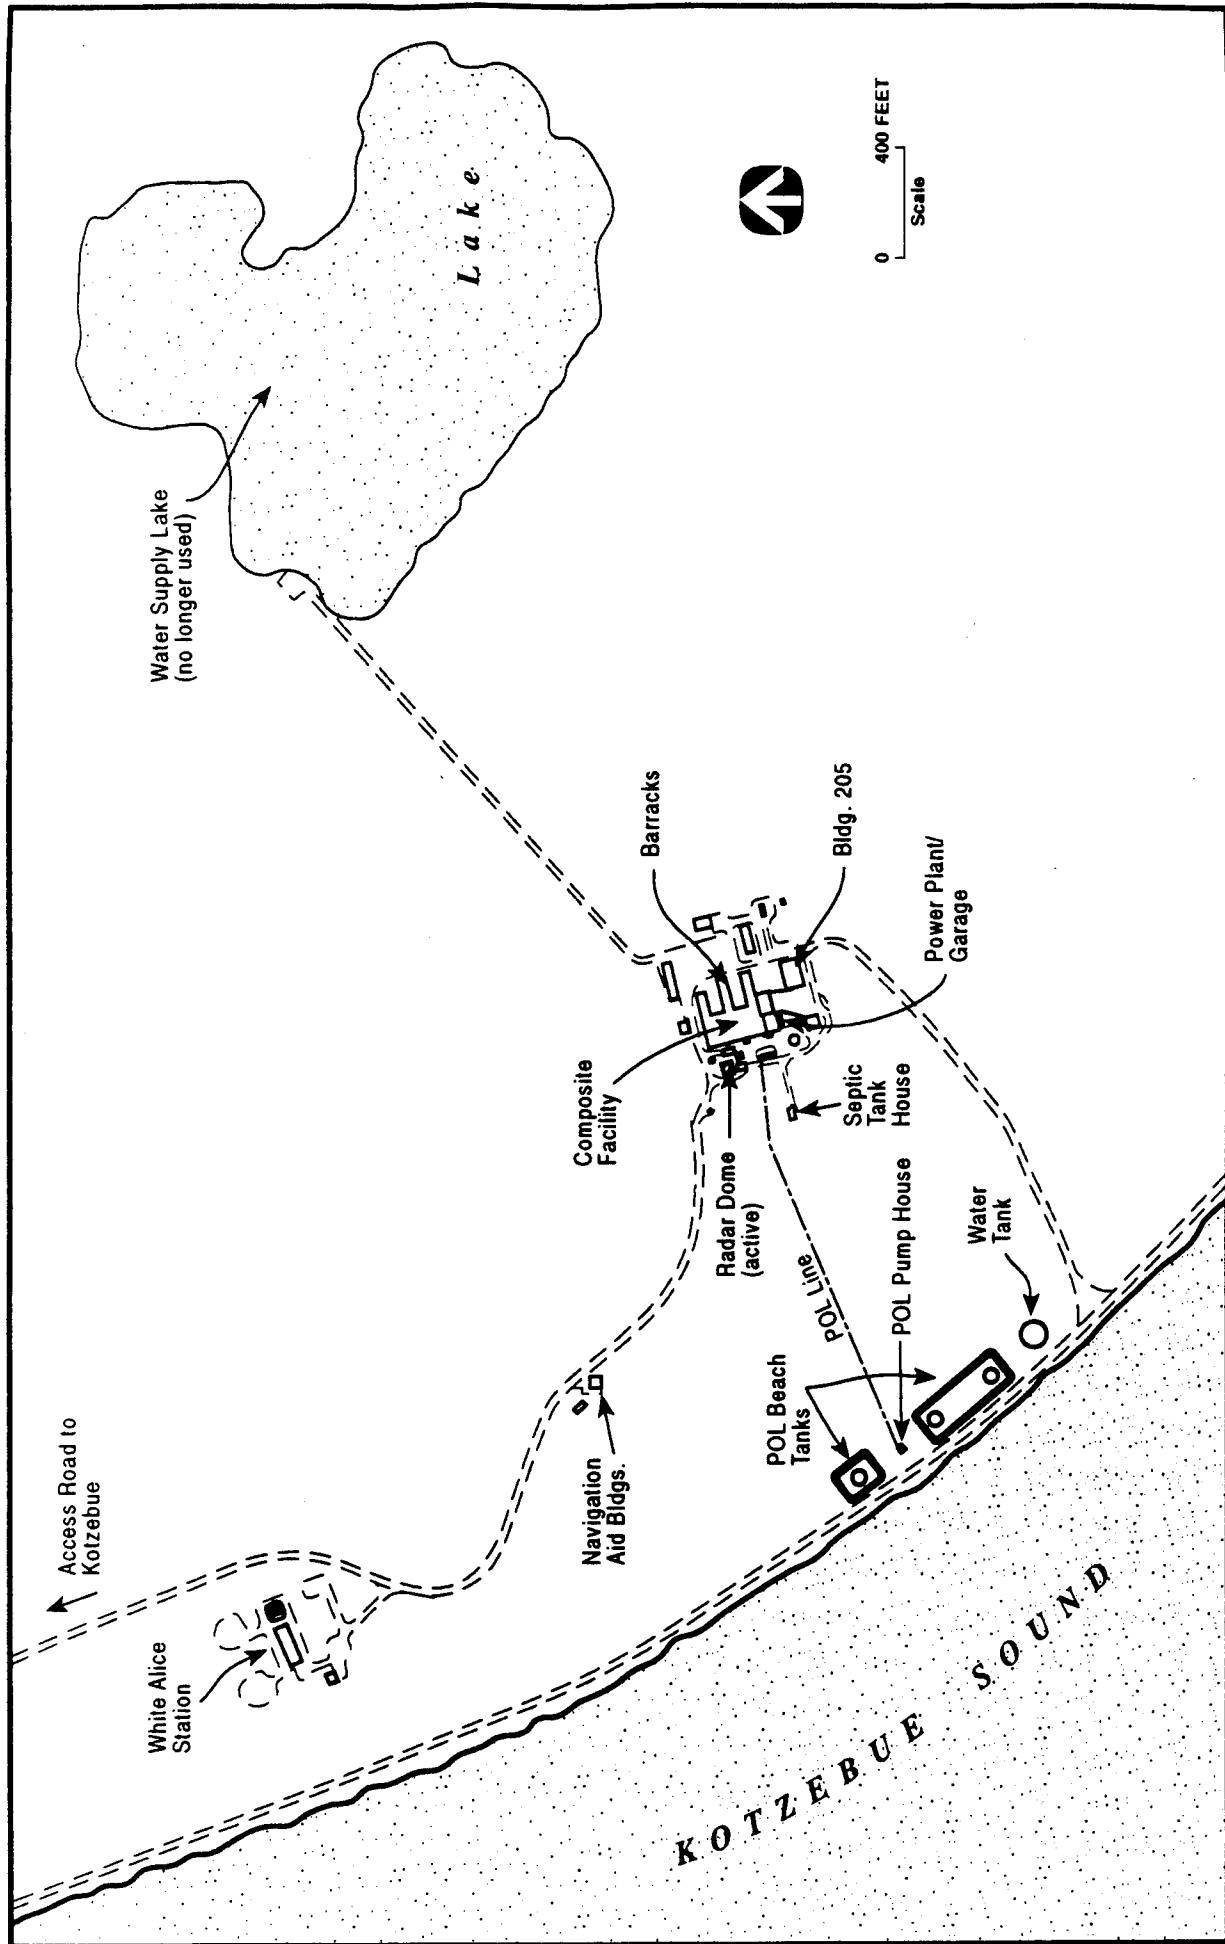 Access Road to
Kotzebue
White Alice
Station
Water Supply Lake
(no longer used)
Lake
Navigation
Aid Bldgs.
Composite
Facility
Barracks
Radar Dome
(active)
POL Line
POL Beach
Tanks
Septic
Tank
House
Bldg. 205
POL Pump House
Power Plant/
Garage
Water
Tank
KOTZEBUE SOUND
0 400 FEET
Scale